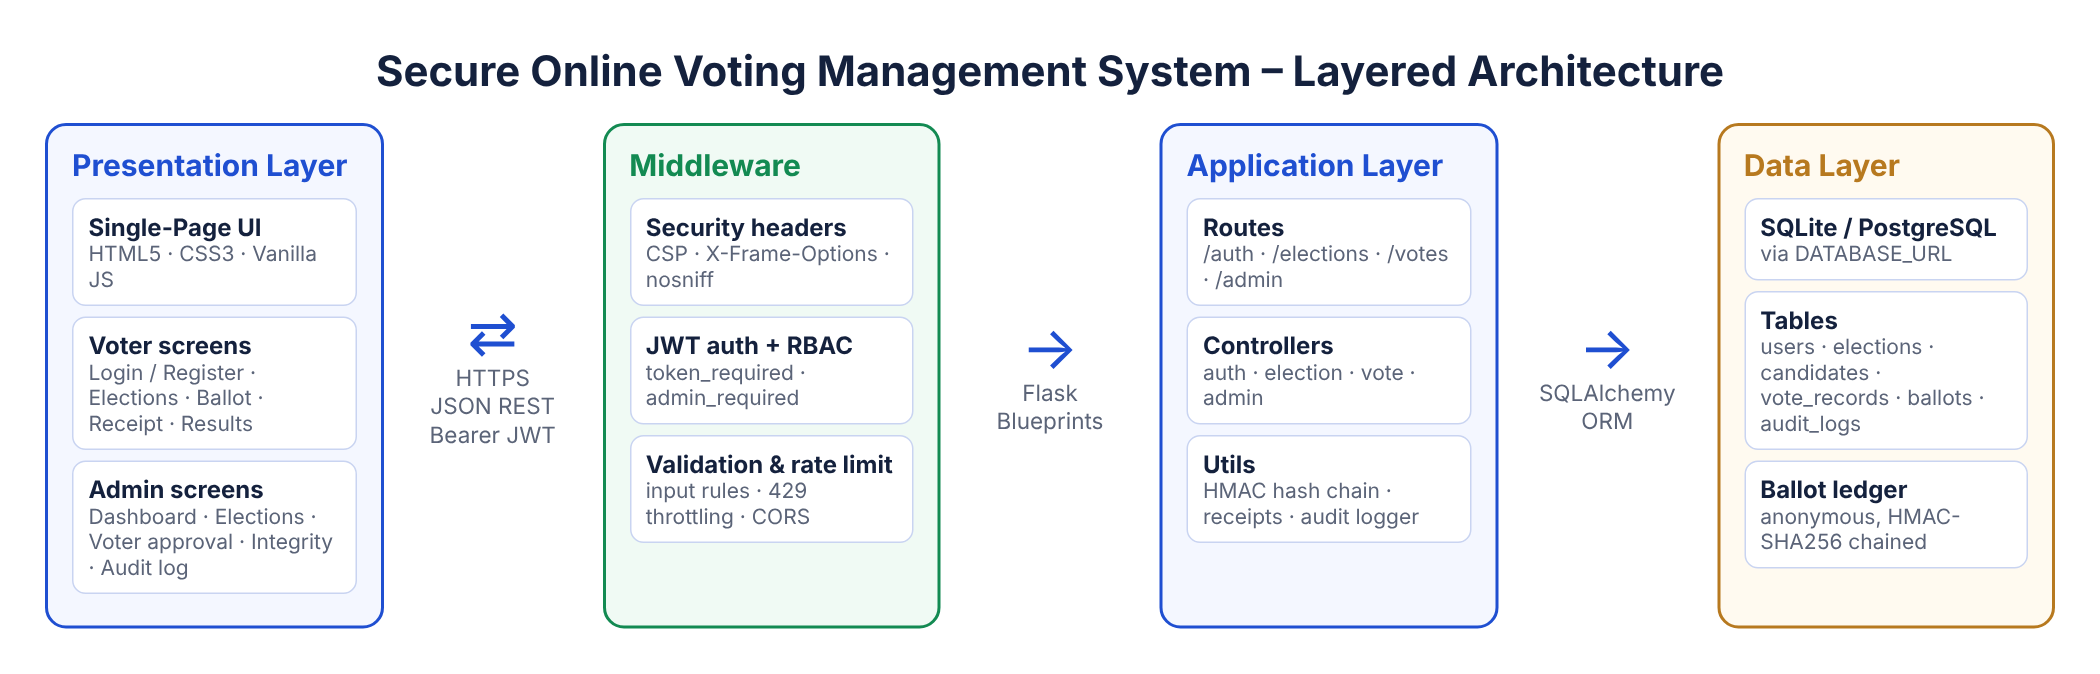 Secure Online Voting Management System – Layered Architecture
Presentation Layer
Single-Page UI
HTML5 · CSS3 · Vanilla
JS
Voter screens
Login / Register ·
Elections · Ballot ·
Receipt · Results
Admin screens
Dashboard · Elections ·
Voter approval · Integrity
· Audit log
⇄
HTTPS
JSON REST
Bearer JWT
Middleware
Security headers
CSP · X-Frame-Options ·
nosniff
JWT auth + RBAC
token_required ·
admin_required
Validation & rate limit
input rules · 429
throttling · CORS
→
Flask
Blueprints
Application Layer
Routes
/auth · /elections · /votes
· /admin
Controllers
auth · election · vote ·
admin
Utils
HMAC hash chain ·
receipts · audit logger
→
SQLAlchemy
ORM
Data Layer
SQLite / PostgreSQL
via DATABASE_URL
Tables
users · elections ·
candidates ·
vote_records · ballots ·
audit_logs
Ballot ledger
anonymous, HMAC-
SHA256 chained